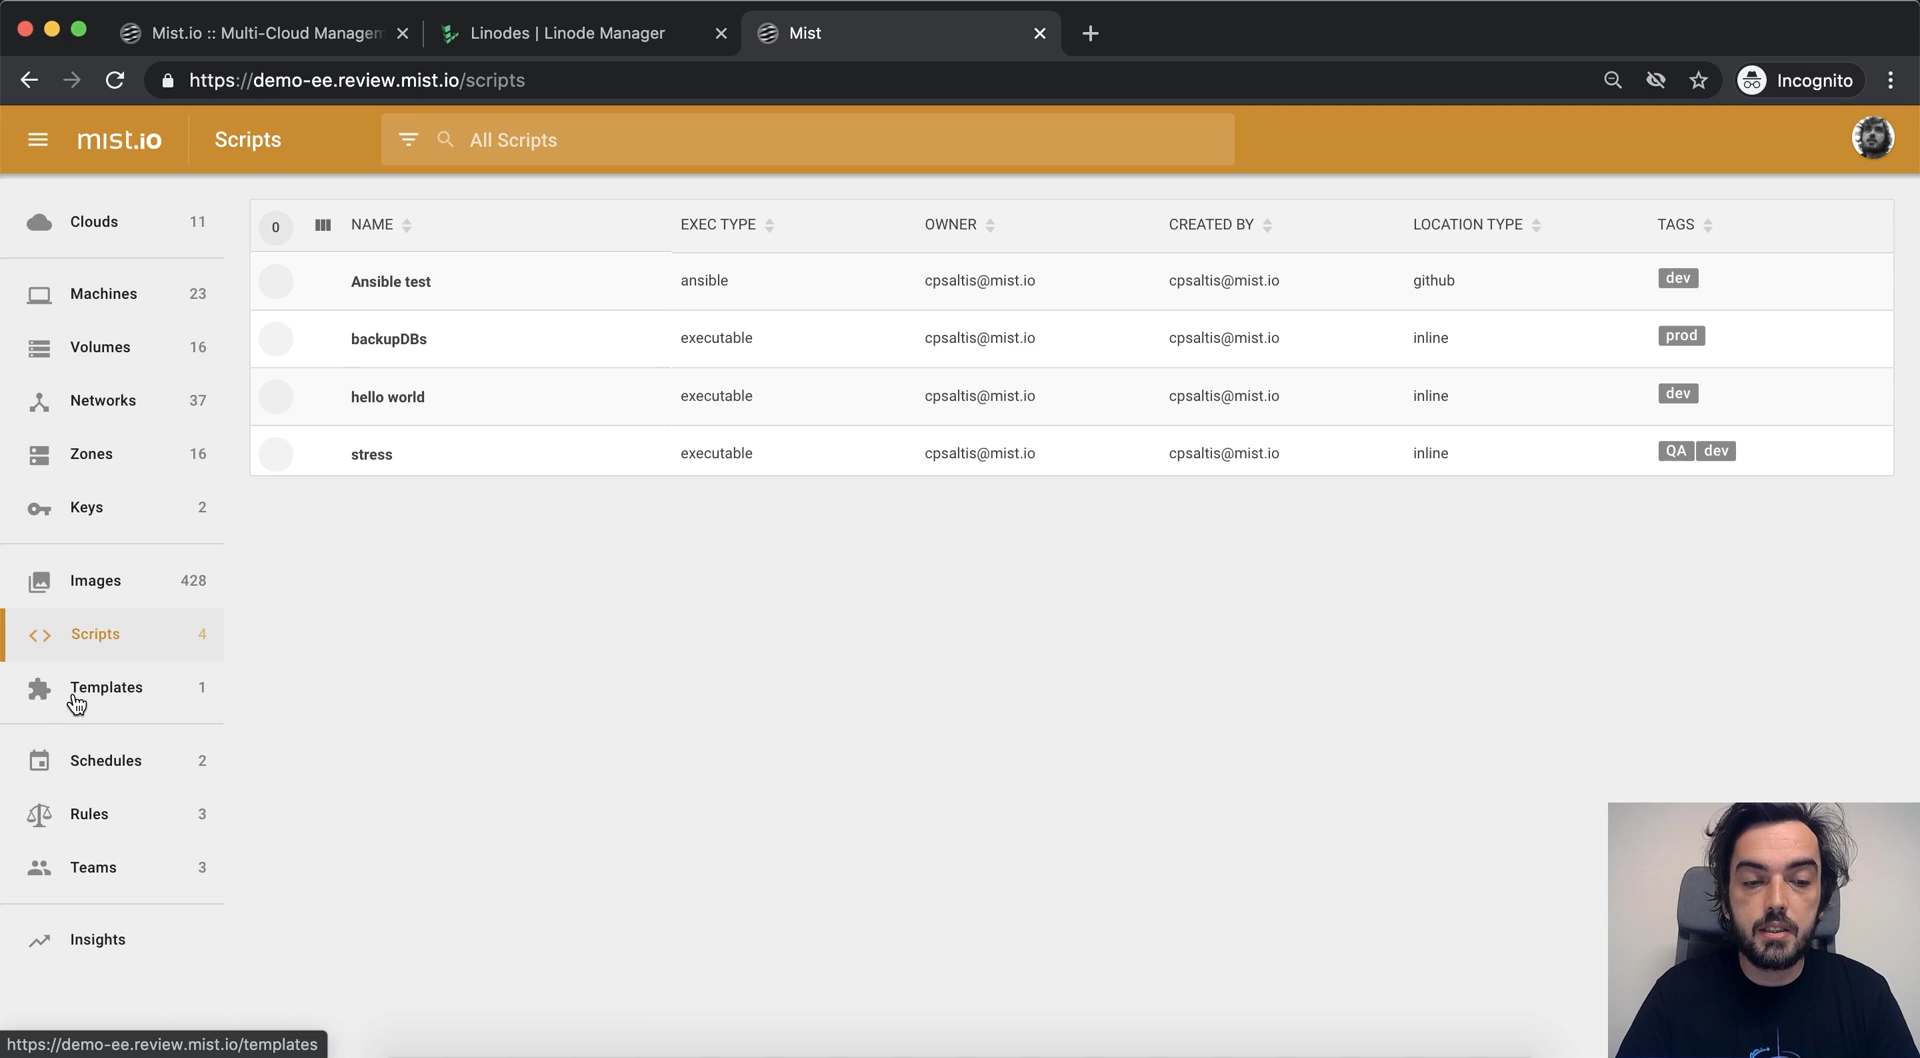 Mist.io :: Multi-Cloud Managem
Linodes | Linode Manager
Mist
https://demo-ee.review.mist.io/scripts
Incognito
mist.io
Scripts
All Scripts
Clouds 11
Machines 23
Volumes 16
Networks 37
Zones 16
Keys 2
Images 428
Scripts 4
Templates 1
Schedules 2
Rules 3
Teams 3
Insights
0 NAME EXEC TYPE OWNER CREATED BY LOCATION TYPE TAGS
Ansible test ansible cpsaltis@mist.io cpsaltis@mist.io github dev
backupDBs executable cpsaltis@mist.io cpsaltis@mist.io inline prod
hello world executable cpsaltis@mist.io cpsaltis@mist.io inline dev
stress executable cpsaltis@mist.io cpsaltis@mist.io inline QA dev
https://demo-ee.review.mist.io/templates